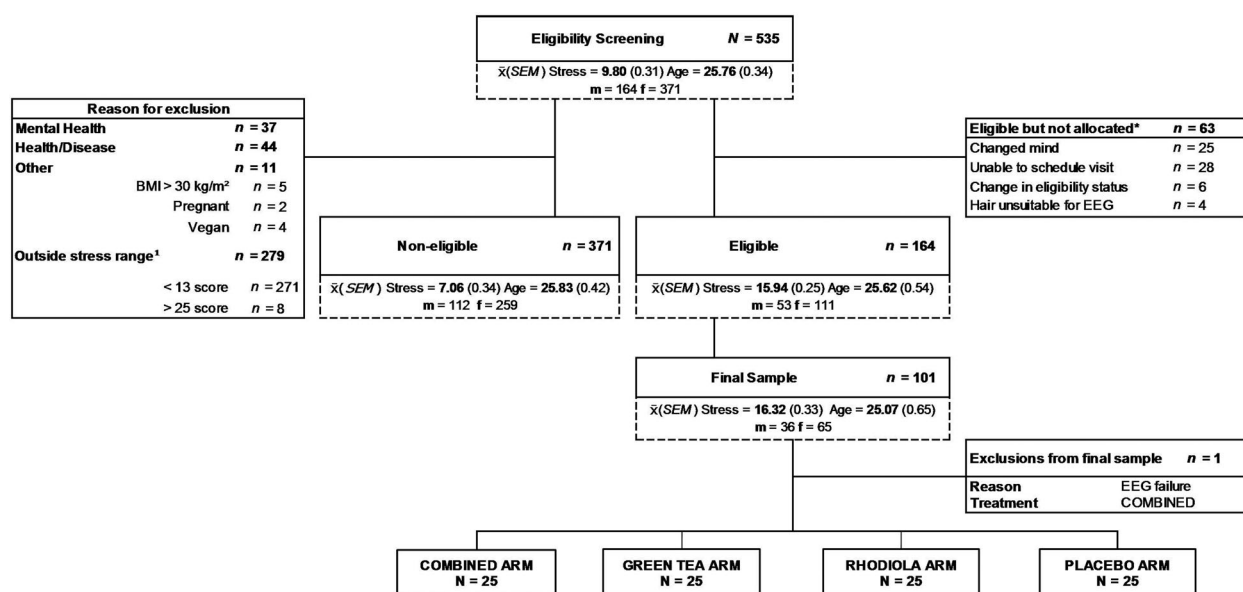 Eligibility Screening N = 535
x̄(SEM) Stress = 9.80 (0.31) Age = 25.76 (0.34)
m = 164 f = 371
Reason for exclusion
Mental Health n = 37
Health/Disease n = 44
Other n = 11
BMI > 30 kg/m² n = 5
Pregnant n = 2
Vegan n = 4
Outside stress range¹ n = 279
< 13 score n = 271
> 25 score n = 8
Eligible but not allocated* n = 63
Changed mind n = 25
Unable to schedule visit n = 28
Change in eligibility status n = 6
Hair unsuitable for EEG n = 4
Non-eligible n = 371
x̄(SEM) Stress = 7.06 (0.34) Age = 25.83 (0.42)
m = 112 f = 259
Eligible n = 164
x̄(SEM) Stress = 15.94 (0.25) Age = 25.62 (0.54)
m = 53 f = 111
Final Sample n = 101
x̄(SEM) Stress = 16.32 (0.33) Age = 25.07 (0.65)
m = 36 f = 65
Exclusions from final sample n = 1
Reason EEG failure
Treatment COMBINED
COMBINED ARM
N = 25
GREEN TEA ARM
N = 25
RHODIOLA ARM
N = 25
PLACEBO ARM
N = 25